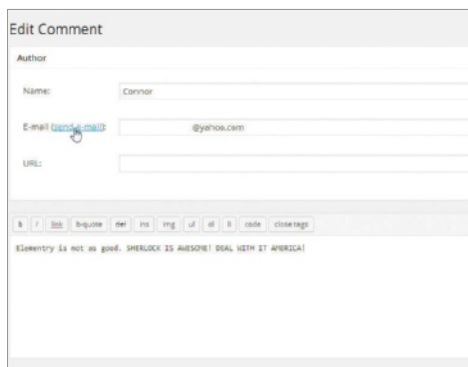 Edit Comment
Author
Name: Connor
E-mail (send e-mail): @yahoo.com
URL:
b i link b-quote del ins img ul ol li code close tags
Elementry is not as good. SHERLOCK IS AWESOME! DEAL WITH IT AMERICA!